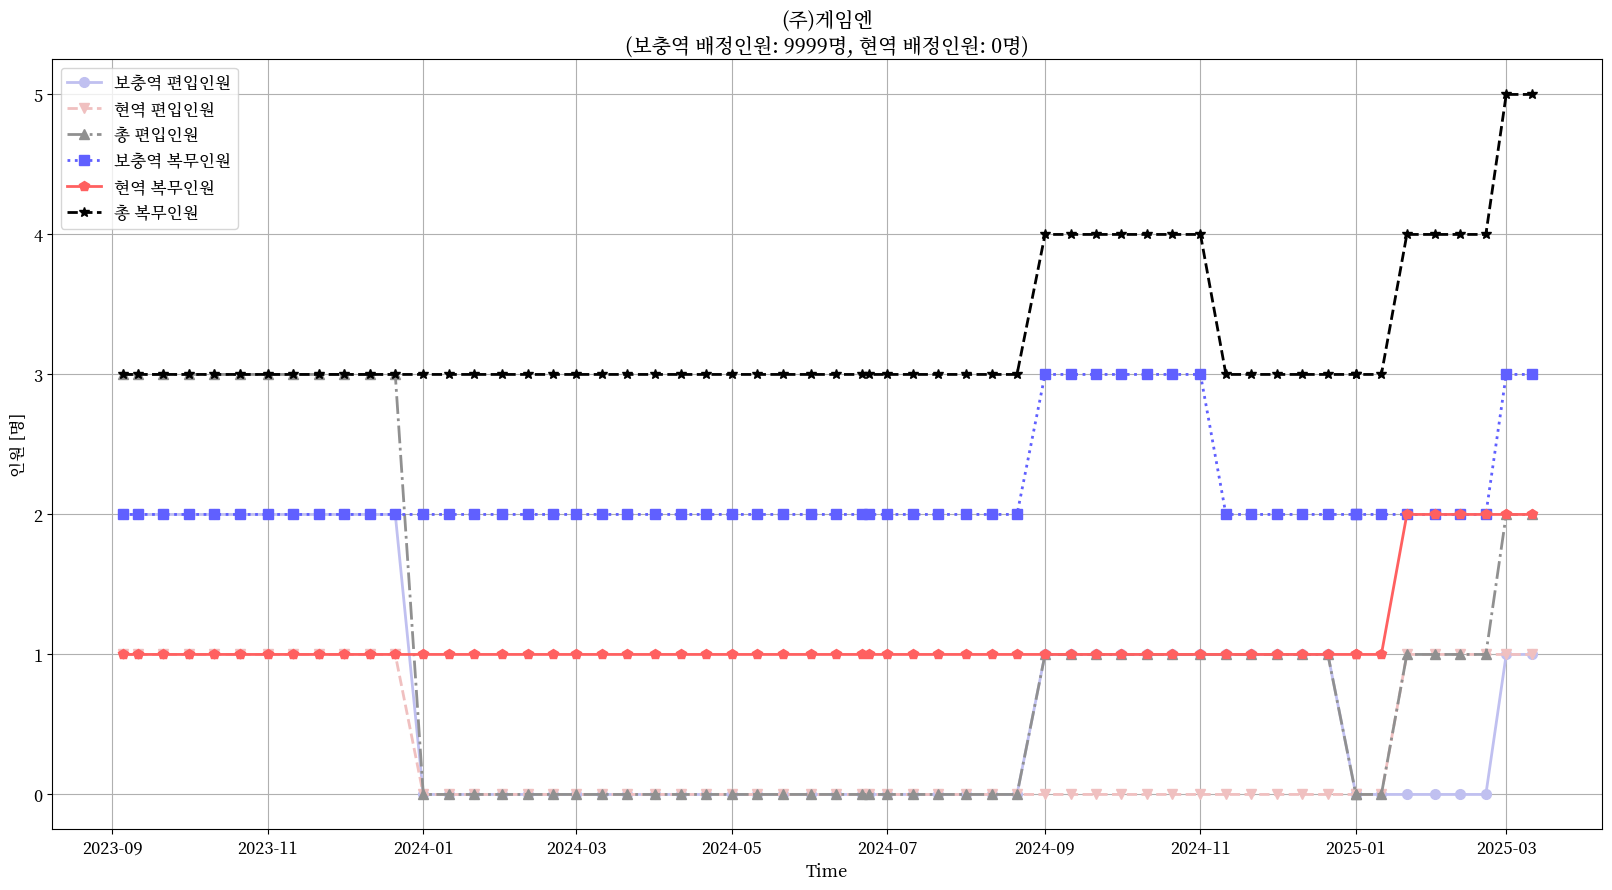 (주)게임엔
(보충역 배정인원: 9999명, 현역 배정인원: 0명)
보충역 편입인원
현역 편입인원
총 편입인원
보충역 복무인원
현역 복무인원
총 복무인원
5
4
3
2
1
0
인원 [명]
2023-09 2023-11 2024-01 2024-03 2024-05 2024-07 2024-09 2024-11 2025-01 2025-03
Time